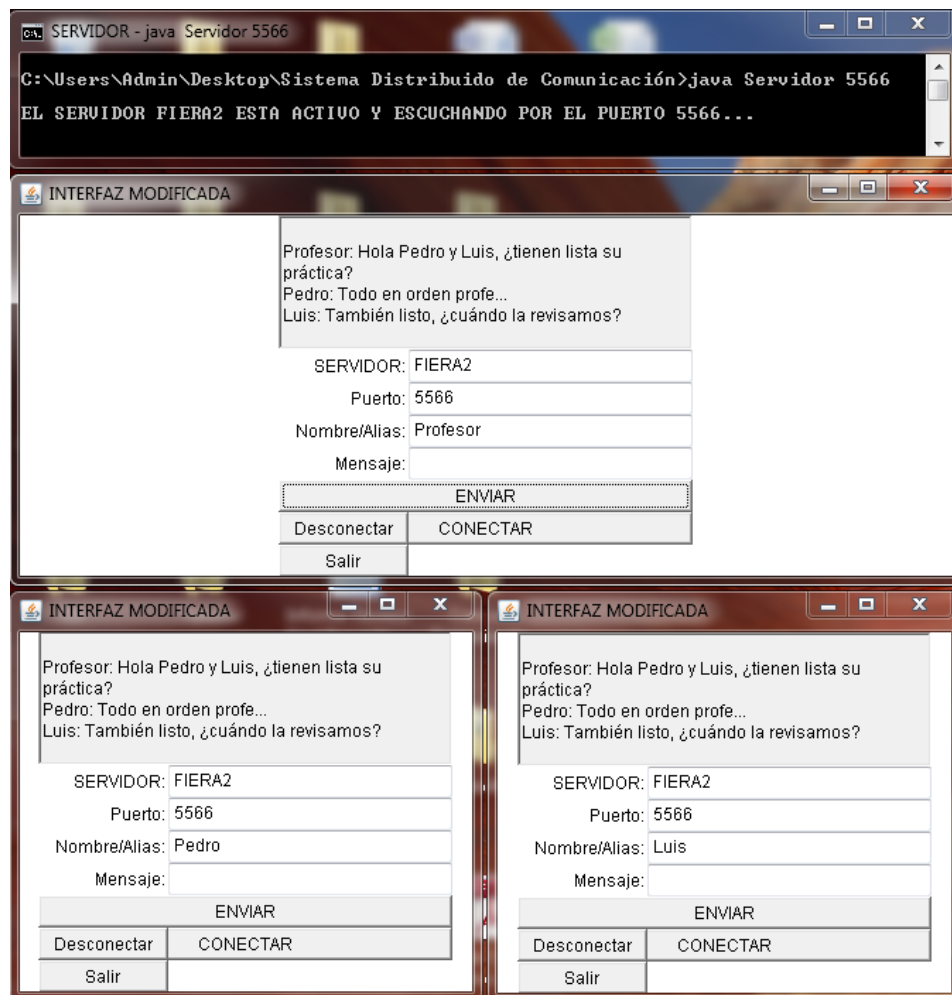 SERVIDOR - java Servidor 5566
C:\Users\Admin\Desktop\Sistema Distribuido de Comunicación>java Servidor 5566
EL SERVIDOR FIERA2 ESTA ACTIVO Y ESCUCHANDO POR EL PUERTO 5566...
INTERFAZ MODIFICADA
Profesor: Hola Pedro y Luis, ¿tienen lista su
práctica?
Pedro: Todo en orden profe...
Luis: También listo, ¿cuándo la revisamos?
SERVIDOR: FIERA2
Puerto: 5566
Nombre/Alias: Profesor
Mensaje:
ENVIAR
Desconectar CONECTAR
Salir
INTERFAZ MODIFICADA
Profesor: Hola Pedro y Luis, ¿tienen lista su
práctica?
Pedro: Todo en orden profe...
Luis: También listo, ¿cuándo la revisamos?
SERVIDOR: FIERA2
Puerto: 5566
Nombre/Alias: Pedro
Mensaje:
ENVIAR
Desconectar CONECTAR
Salir
INTERFAZ MODIFICADA
Profesor: Hola Pedro y Luis, ¿tienen lista su
práctica?
Pedro: Todo en orden profe...
Luis: También listo, ¿cuándo la revisamos?
SERVIDOR: FIERA2
Puerto: 5566
Nombre/Alias: Luis
Mensaje:
ENVIAR
Desconectar CONECTAR
Salir